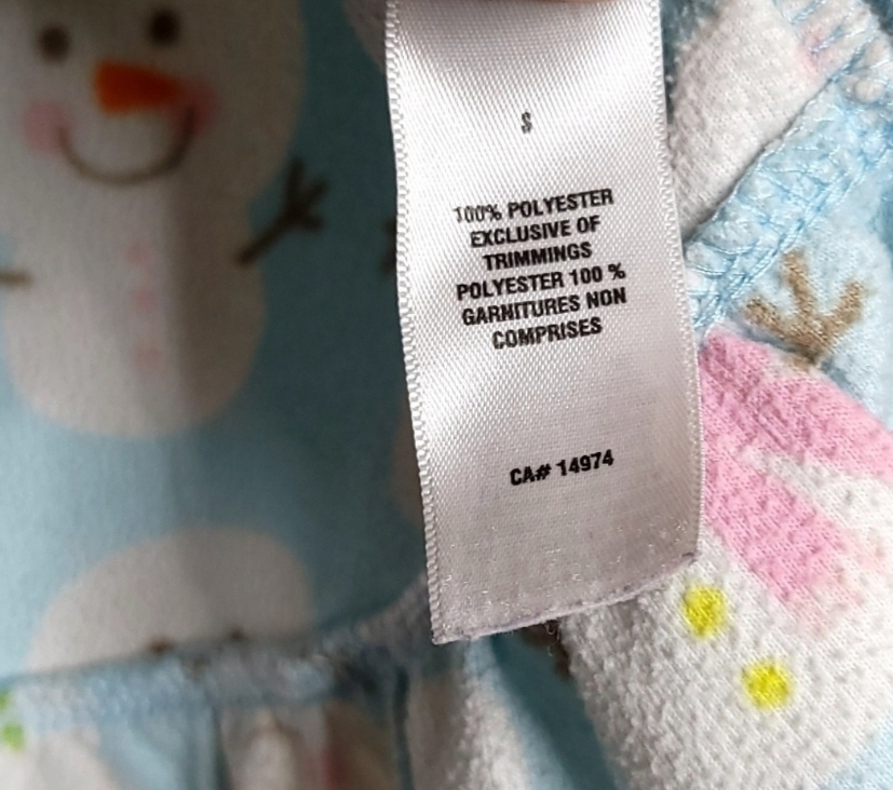 S
100% POLYESTER
EXCLUSIVE OF
TRIMMINGS
POLYESTER 100 %
GARNITURES NON
COMPRISES
CA# 14974